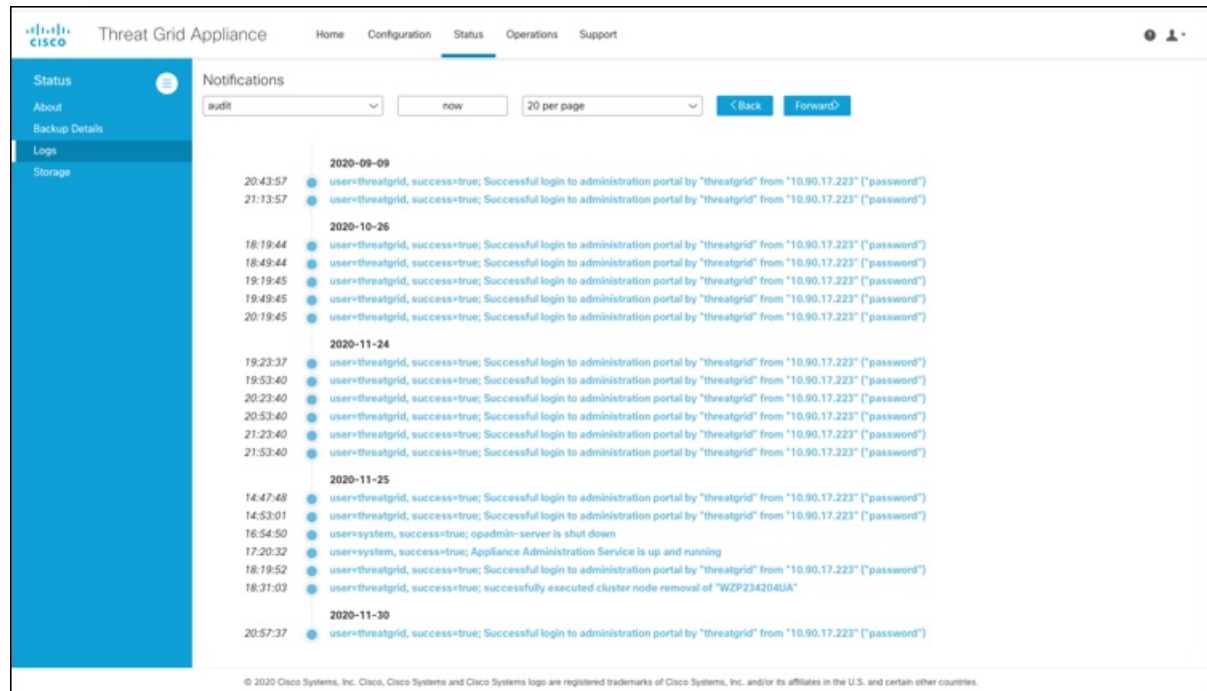 CISCO
Threat Grid Appliance
Home Configuration Status Operations Support
Status
About
Backup Details
Logs
Storage
Notifications
audit now 20 per page <Back Forward>
2020-09-09
20:43:57 user=threatgrid, success=true; Successful login to administration portal by "threatgrid" from "10.90.17.223" ("password")
21:13:57 user=threatgrid, success=true; Successful login to administration portal by "threatgrid" from "10.90.17.223" ("password")
2020-10-26
18:19:44 user=threatgrid, success=true; Successful login to administration portal by "threatgrid" from "10.90.17.223" ("password")
18:49:44 user=threatgrid, success=true; Successful login to administration portal by "threatgrid" from "10.90.17.223" ("password")
19:19:45 user=threatgrid, success=true; Successful login to administration portal by "threatgrid" from "10.90.17.223" ("password")
19:49:45 user=threatgrid, success=true; Successful login to administration portal by "threatgrid" from "10.90.17.223" ("password")
20:19:45 user=threatgrid, success=true; Successful login to administration portal by "threatgrid" from "10.90.17.223" ("password")
2020-11-24
19:23:37 user=threatgrid, success=true; Successful login to administration portal by "threatgrid" from "10.90.17.223" ("password")
19:53:40 user=threatgrid, success=true; Successful login to administration portal by "threatgrid" from "10.90.17.223" ("password")
20:23:40 user=threatgrid, success=true; Successful login to administration portal by "threatgrid" from "10.90.17.223" ("password")
20:53:40 user=threatgrid, success=true; Successful login to administration portal by "threatgrid" from "10.90.17.223" ("password")
21:23:40 user=threatgrid, success=true; Successful login to administration portal by "threatgrid" from "10.90.17.223" ("password")
21:53:40 user=threatgrid, success=true; Successful login to administration portal by "threatgrid" from "10.90.17.223" ("password")
2020-11-25
14:47:48 user=threatgrid, success=true; Successful login to administration portal by "threatgrid" from "10.90.17.223" ("password")
14:53:01 user=threatgrid, success=true; Successful login to administration portal by "threatgrid" from "10.90.17.223" ("password")
16:54:50 user=system, success=true; opadmin-server is shut down
17:20:32 user=system, success=true; Appliance Administration Service is up and running
18:19:52 user=threatgrid, success=true; Successful login to administration portal by "threatgrid" from "10.90.17.223" ("password")
18:31:03 user=threatgrid, success=true; successfully executed cluster node removal of "WZP234204UA"
2020-11-30
20:57:37 user=threatgrid, success=true; Successful login to administration portal by "threatgrid" from "10.90.17.223" ("password")
© 2020 Cisco Systems, Inc. Cisco, Cisco Systems and Cisco Systems logo are registered trademarks of Cisco Systems, Inc. and/or its affiliates in the U.S. and certain other countries.